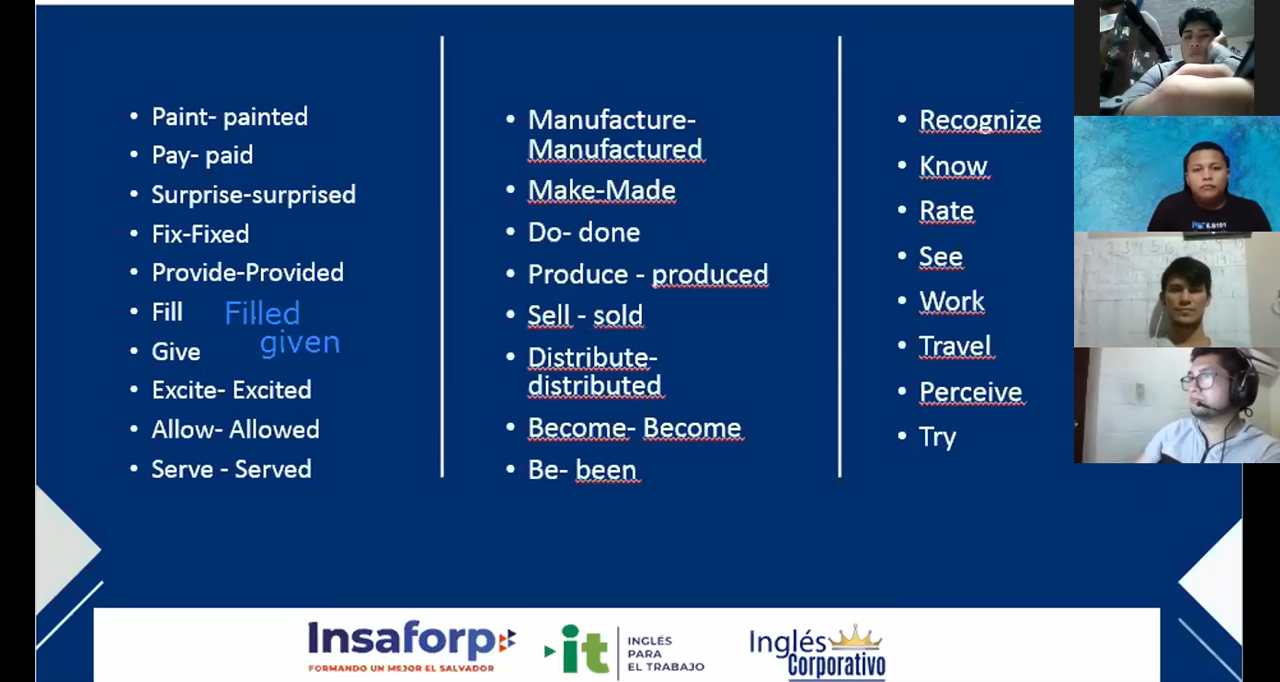 Paint- painted
Pay- paid
Surprise-surprised
Fix-Fixed
Provide-Provided
Fill Filled
Give given
Excite- Excited
Allow- Allowed
Serve - Served
Manufacture-
Manufactured
Make-Made
Do- done
Produce - produced
Sell - sold
Distribute-
distributed
Become- Become
Be- been
Recognize
Know
Rate
See
Work
Travel
Perceive
Try
Insaforp
FORMANDO UN MEJOR EL SALVADOR
it
INGLÉS
PARA
EL TRABAJO
Inglés
Corporativo